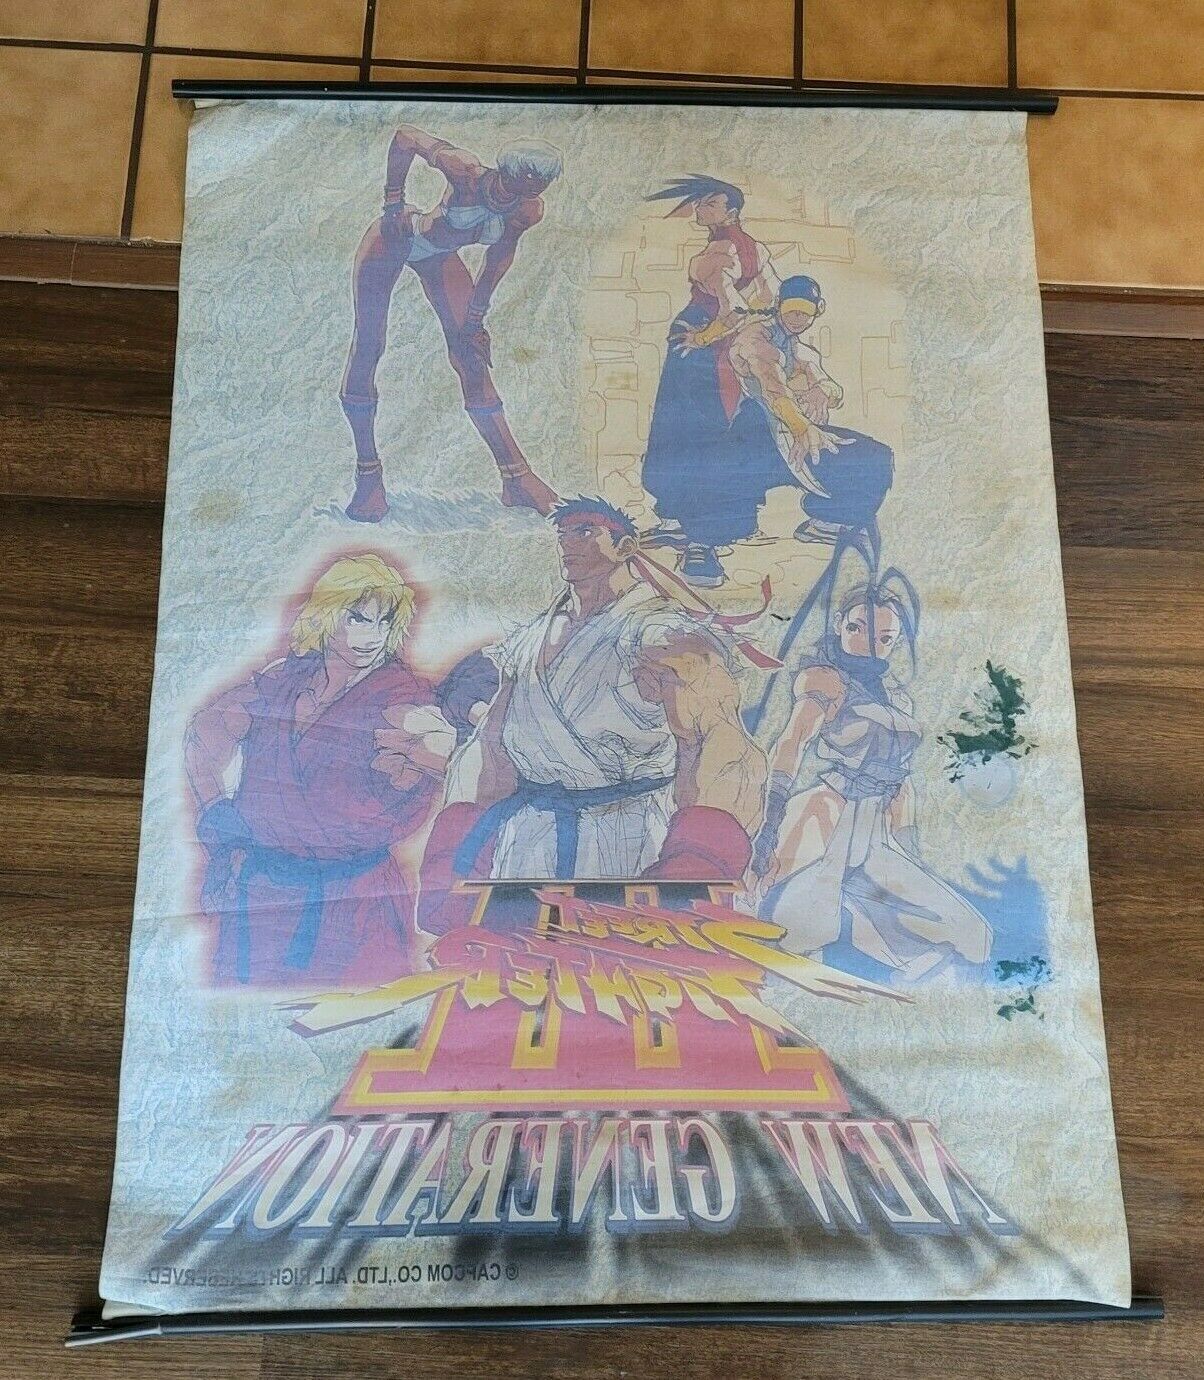 STREET
FIGHTER
III
NEW GENERATION
© CAPCOM CO.,LTD. ALL RIGHTS RESERVED.